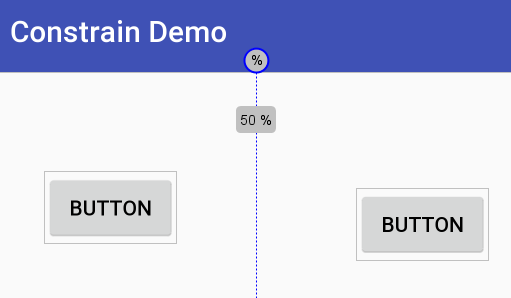 Constrain Demo
%
50 %
BUTTON
BUTTON